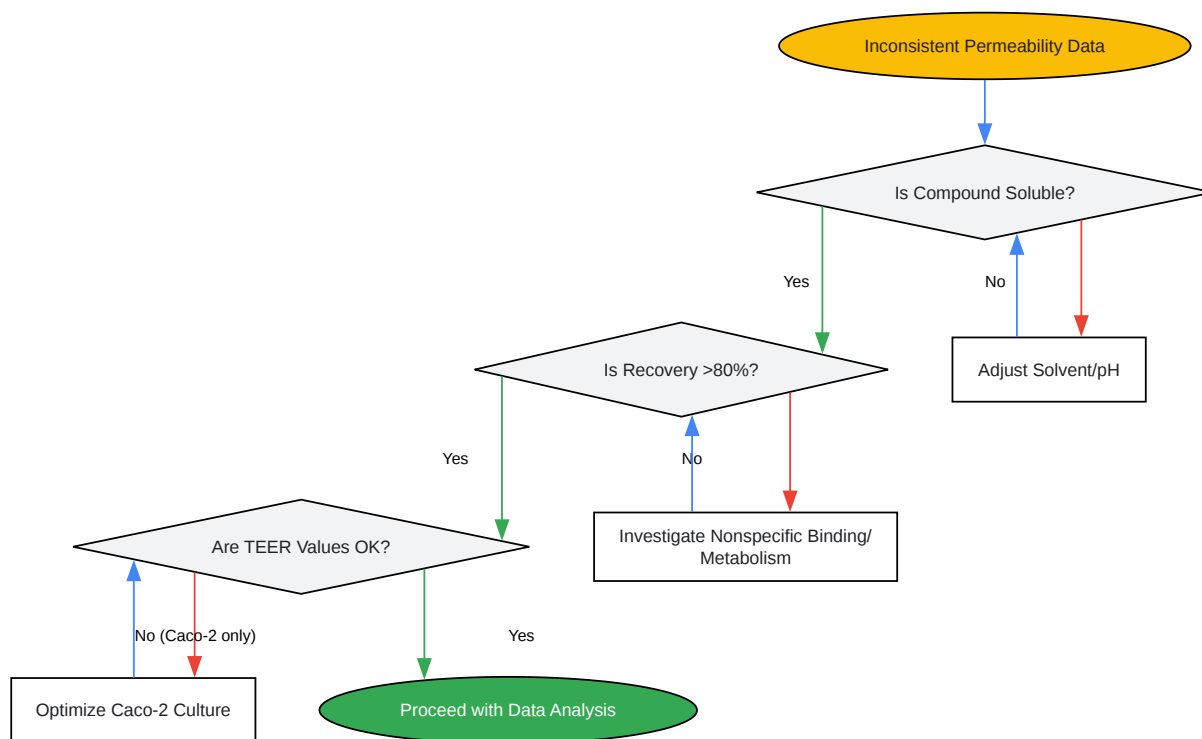 Inconsistent Permeability Data
Is Compound Soluble?
Yes
No
Is Recovery >80%?
Adjust Solvent/pH
Yes
No
Are TEER Values OK?
Investigate Nonspecific Binding/
Metabolism
No (Caco-2 only)
Yes
Optimize Caco-2 Culture
Proceed with Data Analysis